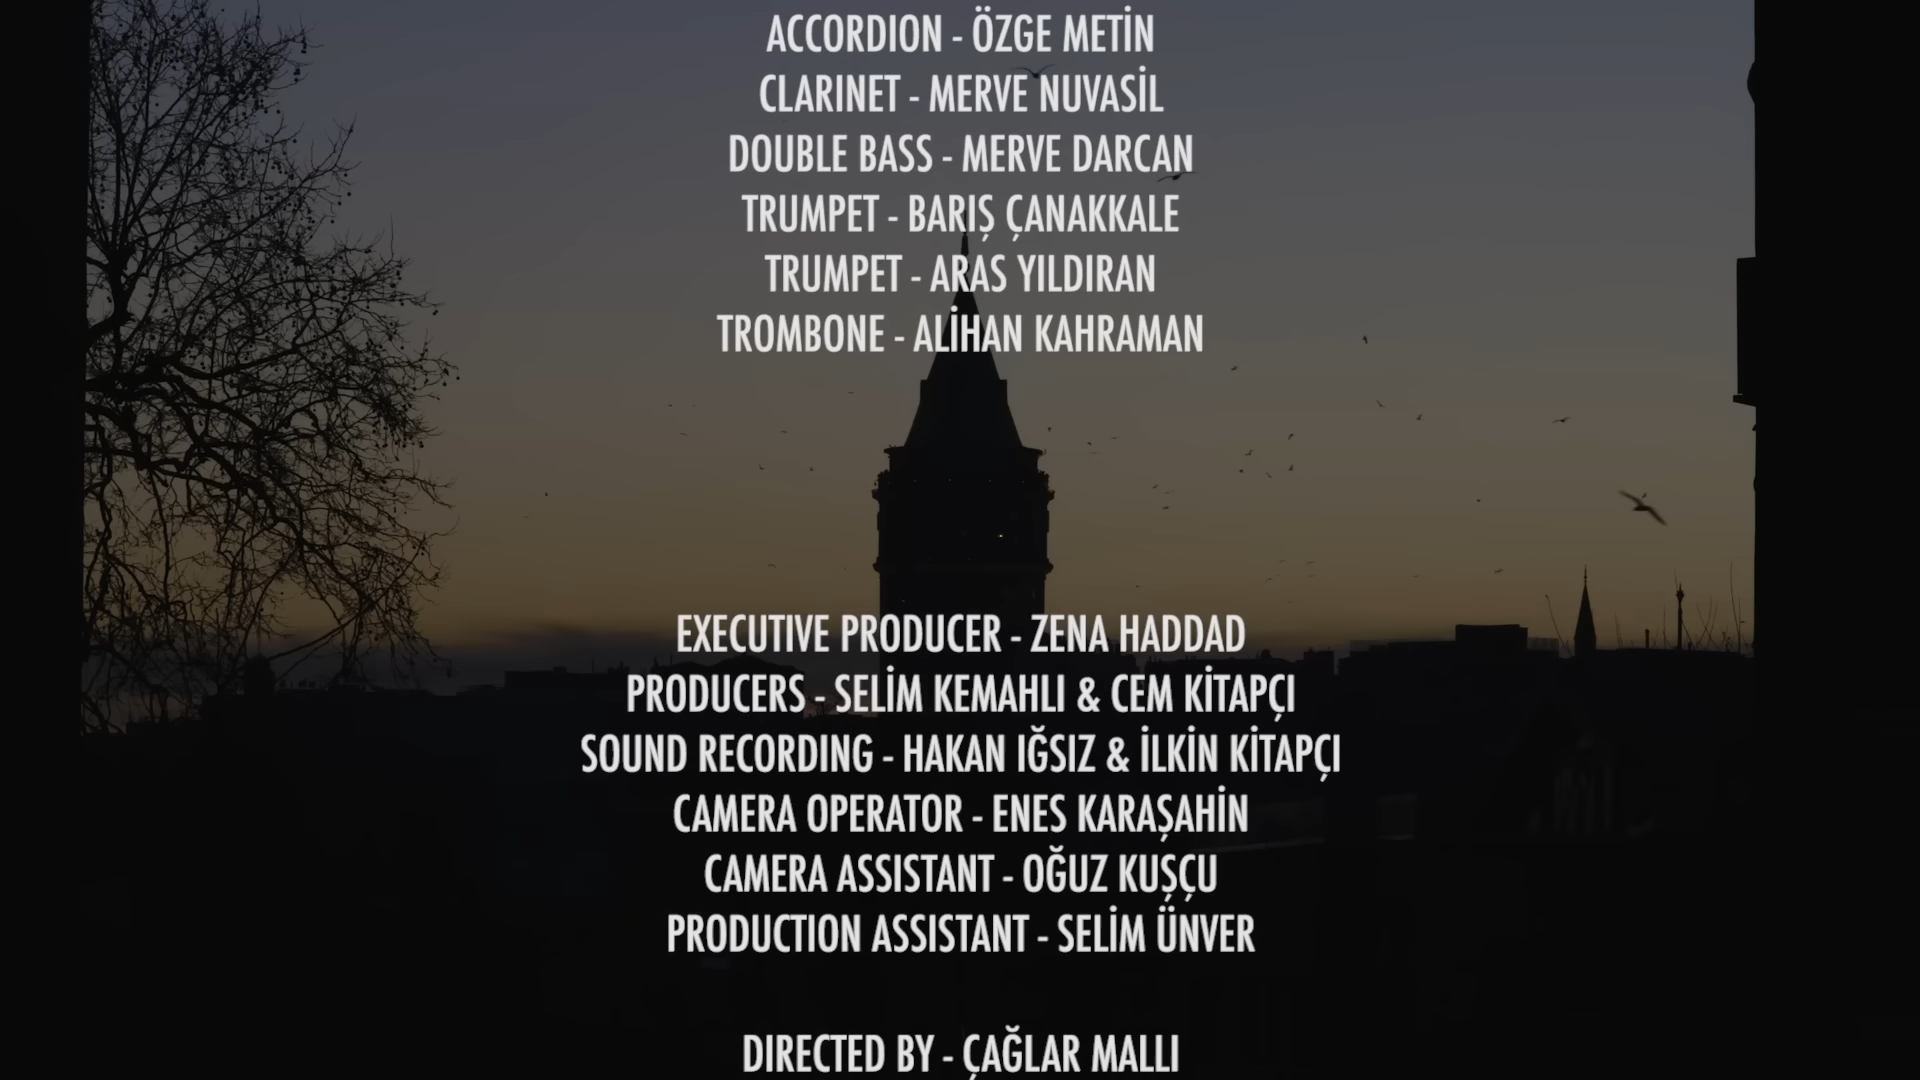 ACCORDION - ÖZGE METİN
CLARINET - MERVE NUVASİL
DOUBLE BASS - MERVE DARCAN
TRUMPET - BARIŞ ÇANAKKALE
TRUMPET - ARAS YILDIRAN
TROMBONE - ALİHAN KAHRAMAN
EXECUTIVE PRODUCER - ZENA HADDAD
PRODUCERS - SELİM KEMAHLI & CEM KİTAPÇI
SOUND RECORDING - HAKAN IĞSIZ & İLKİN KİTAPÇI
CAMERA OPERATOR - ENES KARAŞAHİN
CAMERA ASSISTANT - OĞUZ KUŞÇU
PRODUCTION ASSISTANT - SELİM ÜNVER
DIRECTED BY - ÇAĞLAR MALLI